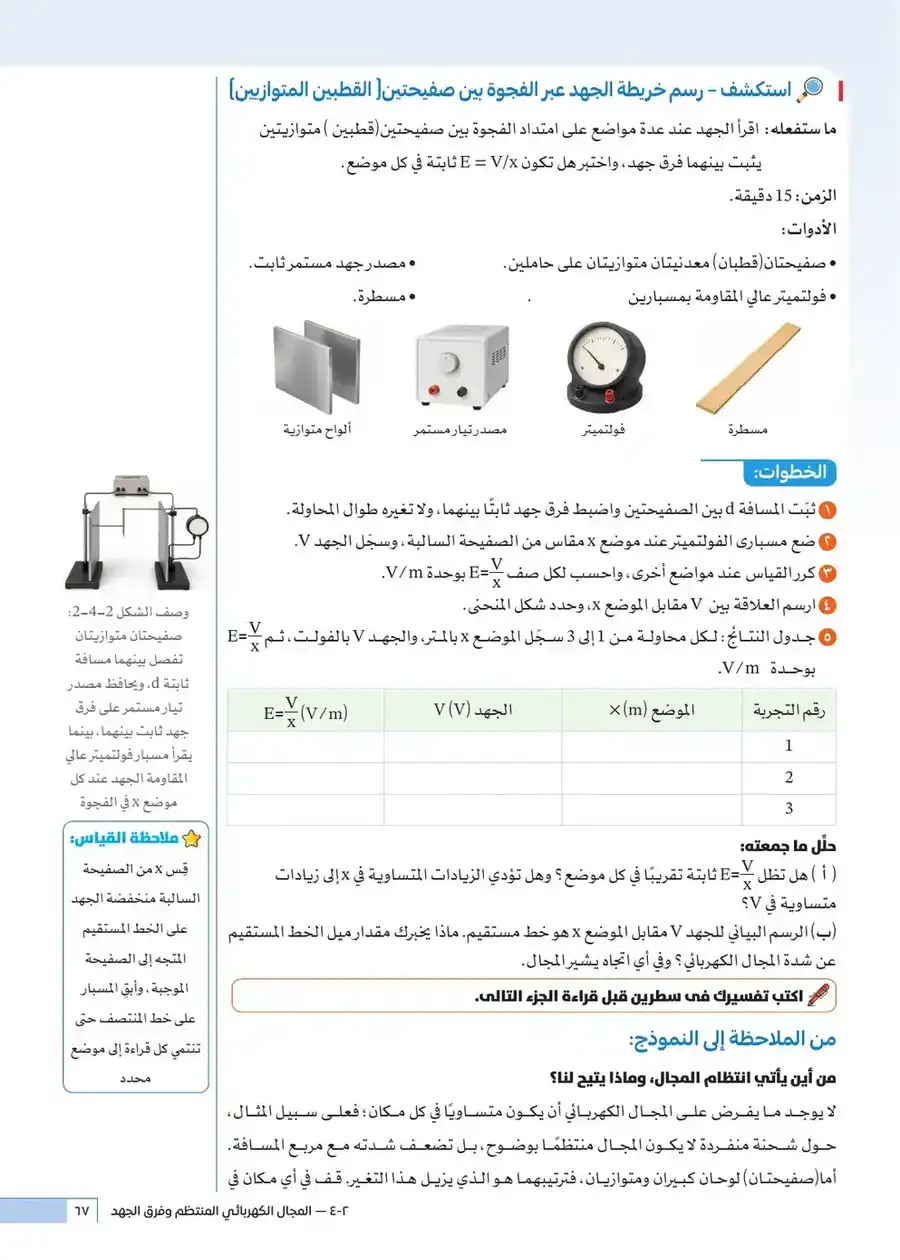 استكشف – رسم خريطة الجهد عبر الفجوة بين صفيحتين( القطبين المتوازيين)
ما ستفعله: اقرأ الجهد عند عدة مواضع على امتداد الفجوة بين صفيحتين(قطبين ) متوازيتين
يثبت بينهما فرق جهد، واختبر هل تكون E = V/x ثابتة في كل موضع.
الزمن: 15 دقيقة.
الأدوات:
• صفيحتان(قطبان) معدنيتان متوازيتان على حاملين.
• مصدر جهد مستمر ثابت.
• فولتميتر عالي المقاومة بمسبارين .
• مسطرة.
مسطرة
فولتميتر
مصدر تيار مستمر
ألواح متوازية
الخطوات:
١ ثبّت المسافة d بين الصفيحتين واضبط فرق جهد ثابتًا بينهما، ولا تغيره طوال المحاولة.
٢ ضع مسبارى الفولتميتر عند موضع x مقاس من الصفيحة السالبة، وسجّل الجهد V.
٣ كرر القياس عند مواضع أخرى، واحسب لكل صف E=V/x بوحدة V/m.
٤ ارسم العلاقة بين V مقابل الموضع x، وحدد شكل المنحنى.
٥ جدول النتائج: لكل محاولة من 1 إلى 3 سجّل الموضع x بالمتر، والجهد V بالفولت، ثم E=V/x
بوحدة V/m.
رقم التجربة
الموضع x(m)
الجهد V (V)
E=V/x (V/m)
1
2
3
حلّل ما جمعته:
( أ ) هل تظل E=V/x ثابتة تقريبًا في كل موضع؟ وهل تؤدي الزيادات المتساوية في x إلى زيادات
متساوية في V؟
(ب) الرسم البياني للجهد V مقابل الموضع x هو خط مستقيم. ماذا يخبرك مقدار ميل الخط المستقيم
عن شدة المجال الكهربائي؟ وفي أي اتجاه يشير المجال.
اكتب تفسيرك فى سطرين قبل قراءة الجزء التالى.
من الملاحظة إلى النموذج:
من أين يأتي انتظام المجال، وماذا يتيح لنا؟
لا يوجد ما يفرض على المجال الكهربائي أن يكون متساويًا في كل مكان؛ فعلى سبيل المثال،
حول شحنة منفردة لا يكون المجال منتظمًا بوضوح، بل تضعف شدته مع مربع المسافة.
أما(صفيحتان) لوحان كبيران ومتوازيان، فترتيبهما هو الذي يزيل هذا التغير. قف في أي مكان في
وصف الشكل 2–4–2:
صفيحتان متوازيتان
تفصل بينهما مسافة
ثابتة d، ويحافظ مصدر
تيار مستمر على فرق
جهد ثابت بينهما، بينما
يقرأ مسبار فولتميتر عالي
المقاومة الجهد عند كل
موضع x في الفجوة
ملاحظة القياس:
قِس x من الصفيحة
السالبة منخفضة الجهد
على الخط المستقيم
المتجه إلى الصفيحة
الموجبة، وأبقِ المسبار
على خط المنتصف حتى
تنتمي كل قراءة إلى موضع
محدد
٢-٤ – المجال الكهربائي المنتظم وفرق الجهد
٦٧